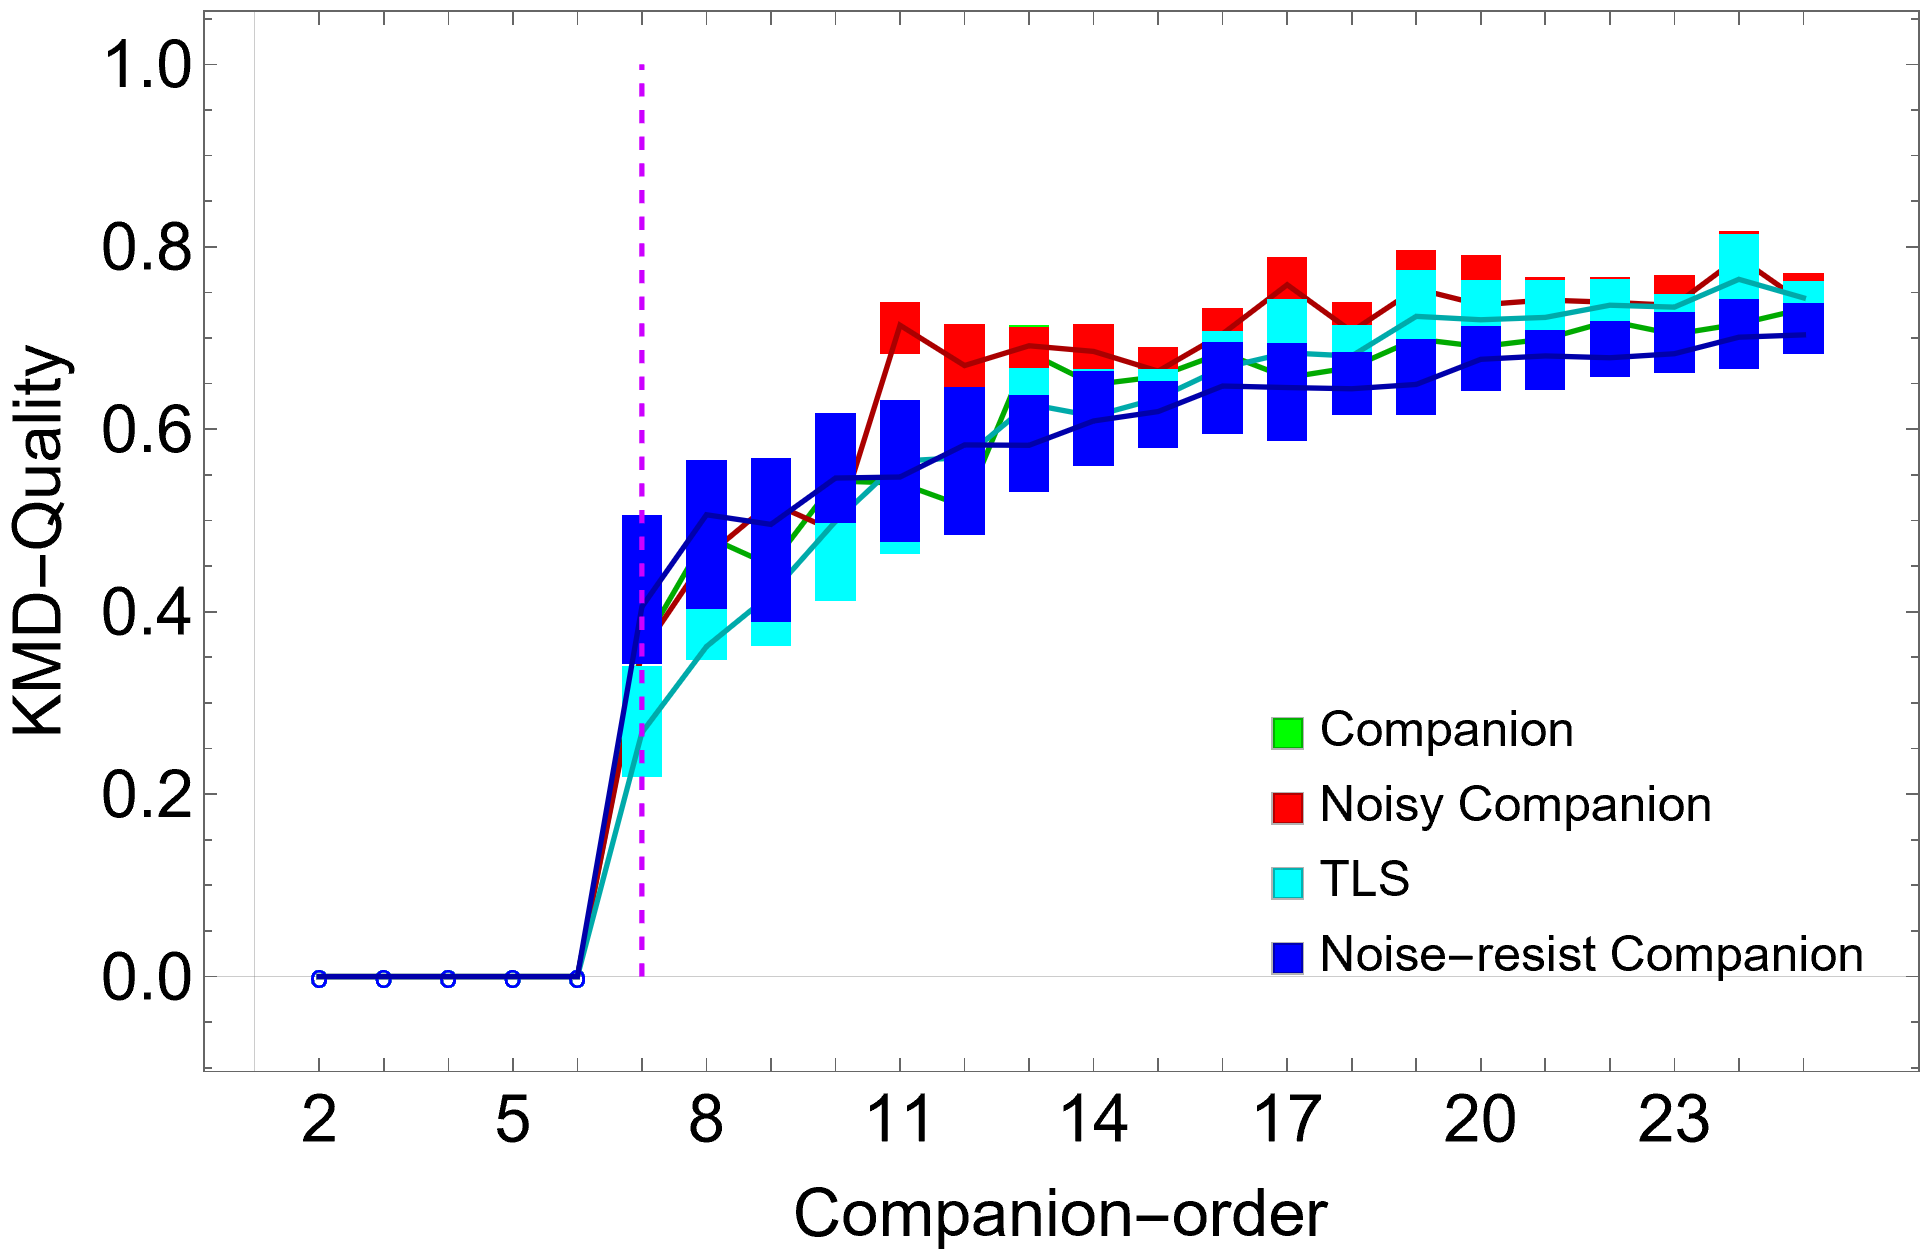 1.0
0.8
0.6
0.4
0.2
0.0
KMD-Quality
Companion
Noisy Companion
TLS
Noise-resist Companion
2 5 8 11 14 17 20 23
Companion-order